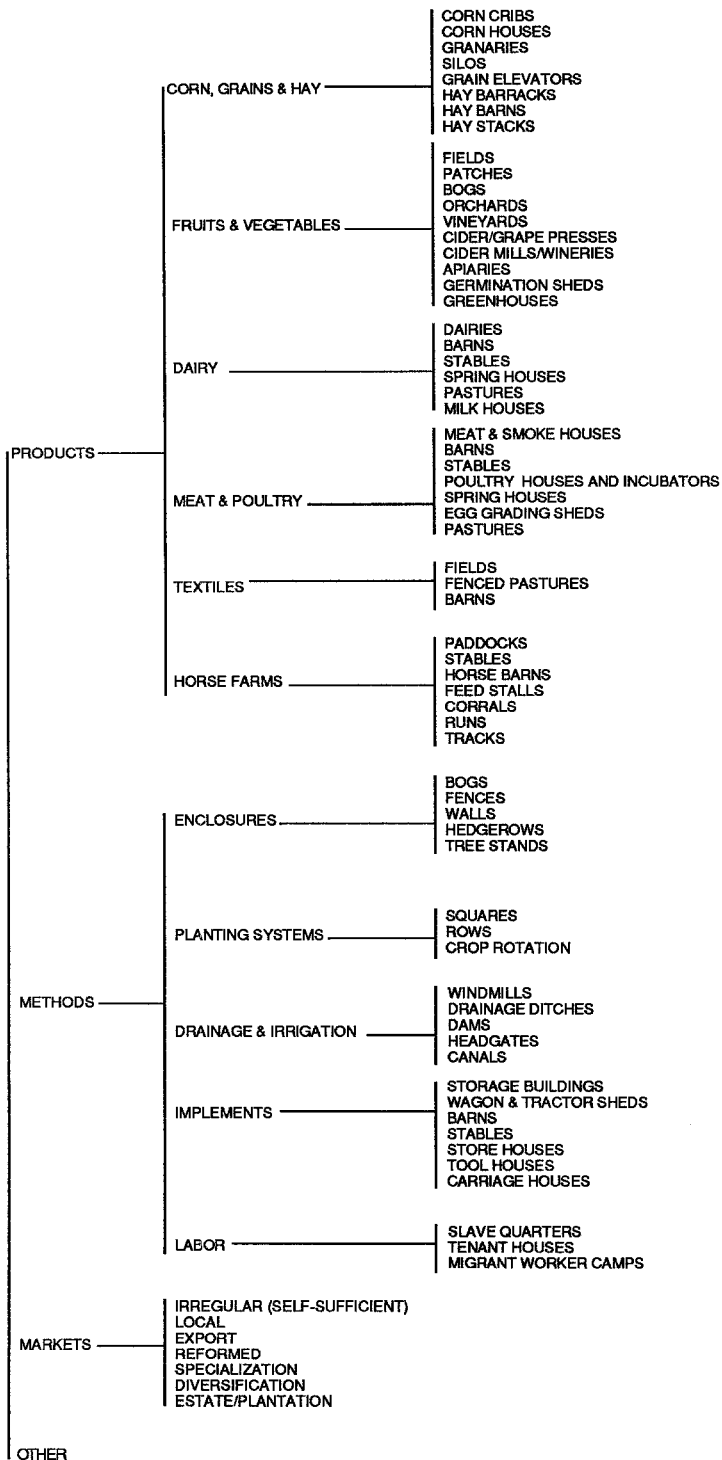 PRODUCTS
CORN, GRAINS & HAY
CORN CRIBS
CORN HOUSES
GRANARIES
SILOS
GRAIN ELEVATORS
HAY BARRACKS
HAY BARNS
HAY STACKS
FRUITS & VEGETABLES
FIELDS
PATCHES
BOGS
ORCHARDS
VINEYARDS
CIDER/GRAPE PRESSES
CIDER MILLS/WINERIES
APIARIES
GERMINATION SHEDS
GREENHOUSES
DAIRY
DAIRIES
BARNS
STABLES
SPRING HOUSES
PASTURES
MILK HOUSES
MEAT & POULTRY
MEAT & SMOKE HOUSES
BARNS
STABLES
POULTRY HOUSES AND INCUBATORS
SPRING HOUSES
EGG GRADING SHEDS
PASTURES
TEXTILES
FIELDS
FENCED PASTURES
BARNS
HORSE FARMS
PADDOCKS
STABLES
HORSE BARNS
FEED STALLS
CORRALS
RUNS
TRACKS
METHODS
ENCLOSURES
BOGS
FENCES
WALLS
HEDGEROWS
TREE STANDS
PLANTING SYSTEMS
SQUARES
ROWS
CROP ROTATION
DRAINAGE & IRRIGATION
WINDMILLS
DRAINAGE DITCHES
DAMS
HEADGATES
CANALS
IMPLEMENTS
STORAGE BUILDINGS
WAGON & TRACTOR SHEDS
BARNS
STABLES
STORE HOUSES
TOOL HOUSES
CARRIAGE HOUSES
LABOR
SLAVE QUARTERS
TENANT HOUSES
MIGRANT WORKER CAMPS
MARKETS
IRREGULAR (SELF-SUFFICIENT)
LOCAL
EXPORT
REFORMED
SPECIALIZATION
DIVERSIFICATION
ESTATE/PLANTATION
OTHER